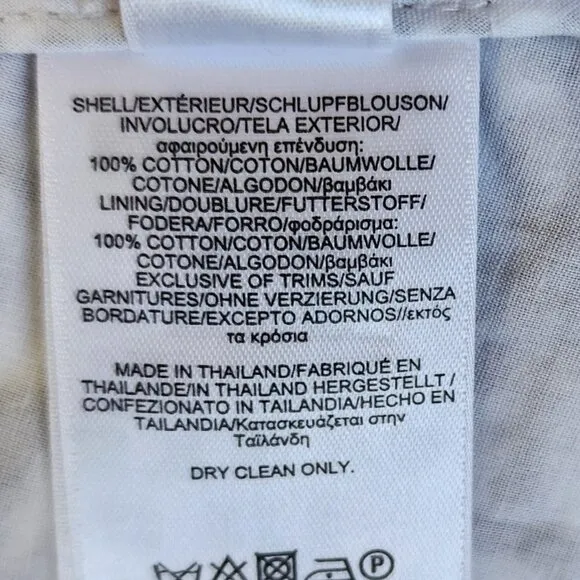 SHELL/EXTÉRIEUR/SCHLUPFBLOUSON/
INVOLUCRO/TELA EXTERIOR/
αφαιρούμενη επένδυση:
100% COTTON/COTON/BAUMWOLLE/
COTONE/ALGODON/βαμβάκι
LINING/DOUBLURE/FUTTERSTOFF/
FODERA/FORRO/φοδράρισμα:
100% COTTON/COTON/BAUMWOLLE/
COTONE/ALGODON/βαμβάκι
EXCLUSIVE OF TRIMS/SAUF
GARNITURES/OHNE VERZIERUNG/SENZA
BORDATURE/EXCEPTO ADORNOS//εκτός
τα κρόσια
MADE IN THAILAND/FABRIQUÉ EN
THAILANDE/IN THAILAND HERGESTELLT /
CONFEZIONATO IN TAILANDIA/HECHO EN
TAILANDIA/Κατασκευάζεται στην
Ταϊλάνδη
DRY CLEAN ONLY.
P